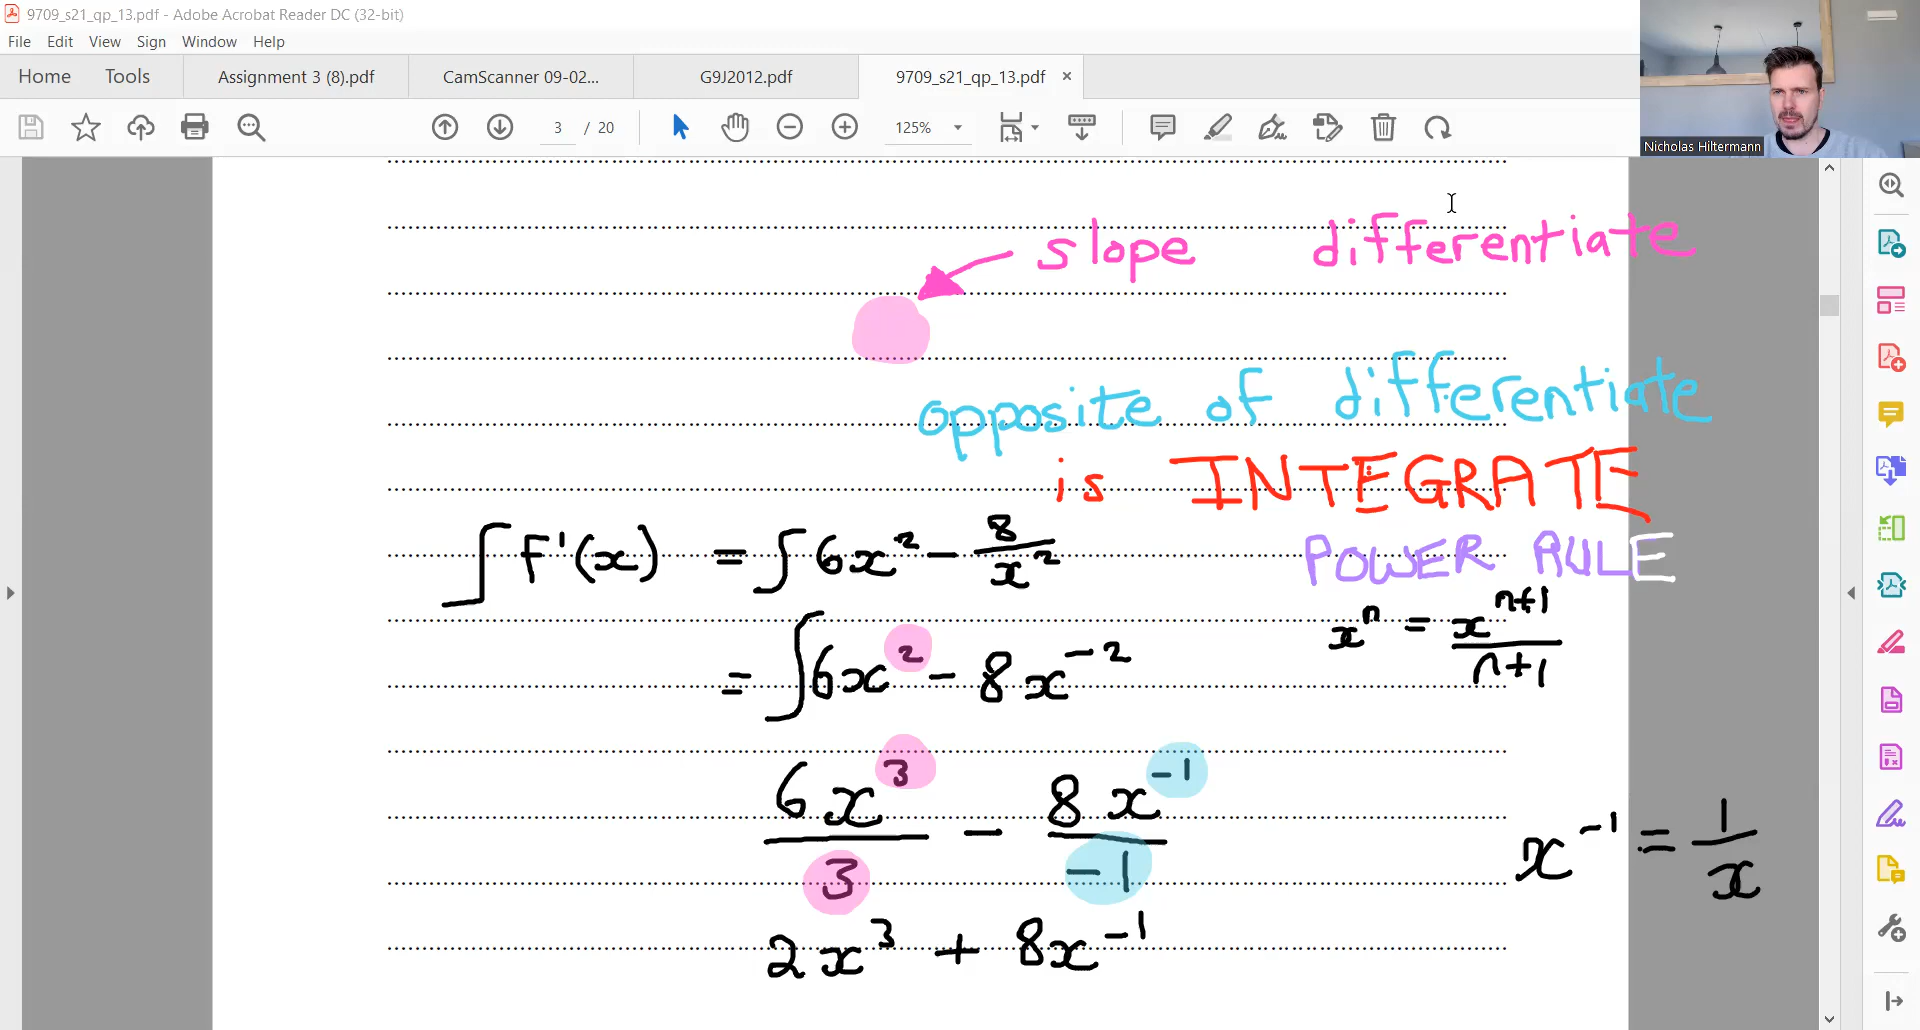 9709_s21_qp_13.pdf - Adobe Acrobat Reader DC (32-bit)
File Edit View Sign Window Help
Home Tools Assignment 3 (8).pdf CamScanner 09-02... G9J2012.pdf 9709_s21_qp_13.pdf ×
3 / 20 125%
Nicholas Hiltermann
slope differentiate
opposite of differentiate
is INTEGRATE
∫ f'(x) = ∫ 6x² − 8/x²
POWER RULE
xⁿ = xⁿ⁺¹/n+1
= ∫ 6x² − 8x⁻²
6x³/3 − 8x⁻¹/−1
x⁻¹ = 1/x
2x³ + 8x⁻¹